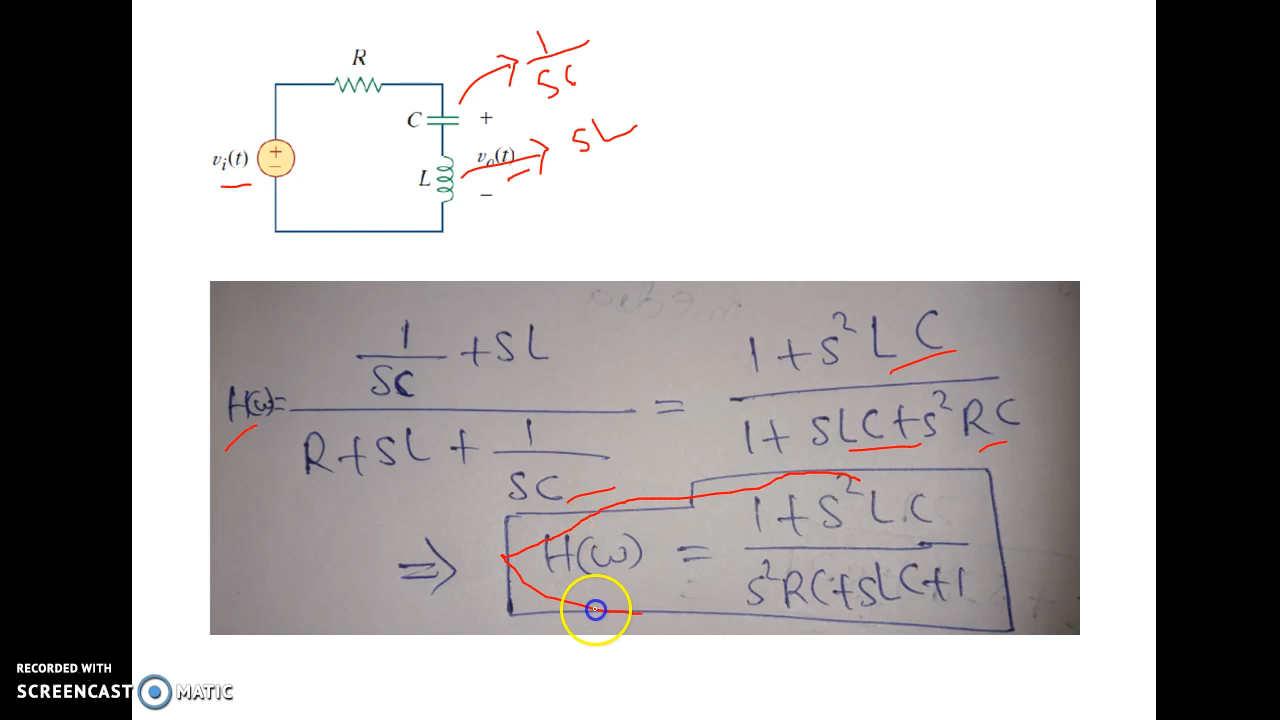 R
1
SC
C
+
SL
vᵢ(t)
vₒ(t)
L
−
H(ω) = (1/SC + SL) / (R + SL + 1/SC) = (1 + S²LC) / (1 + SLC + S²RC)
⇒ H(ω) = (1 + S²LC) / (S²RC + SLC + 1)
RECORDED WITH
SCREENCAST MATIC